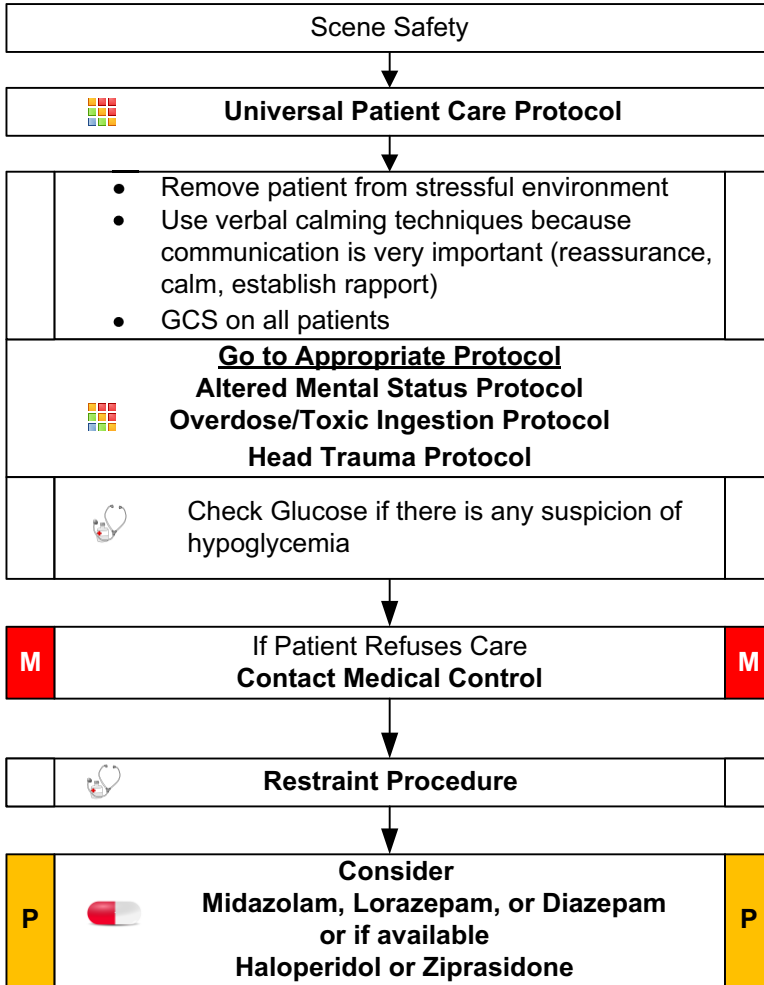 Scene Safety
Universal Patient Care Protocol
• Remove patient from stressful environment
• Use verbal calming techniques because
communication is very important (reassurance,
calm, establish rapport)
• GCS on all patients
Go to Appropriate Protocol
Altered Mental Status Protocol
Overdose/Toxic Ingestion Protocol
Head Trauma Protocol
Check Glucose if there is any suspicion of
hypoglycemia
M If Patient Refuses Care M
Contact Medical Control
Restraint Procedure
Consider
Midazolam, Lorazepam, or Diazepam
P or if available P
Haloperidol or Ziprasidone